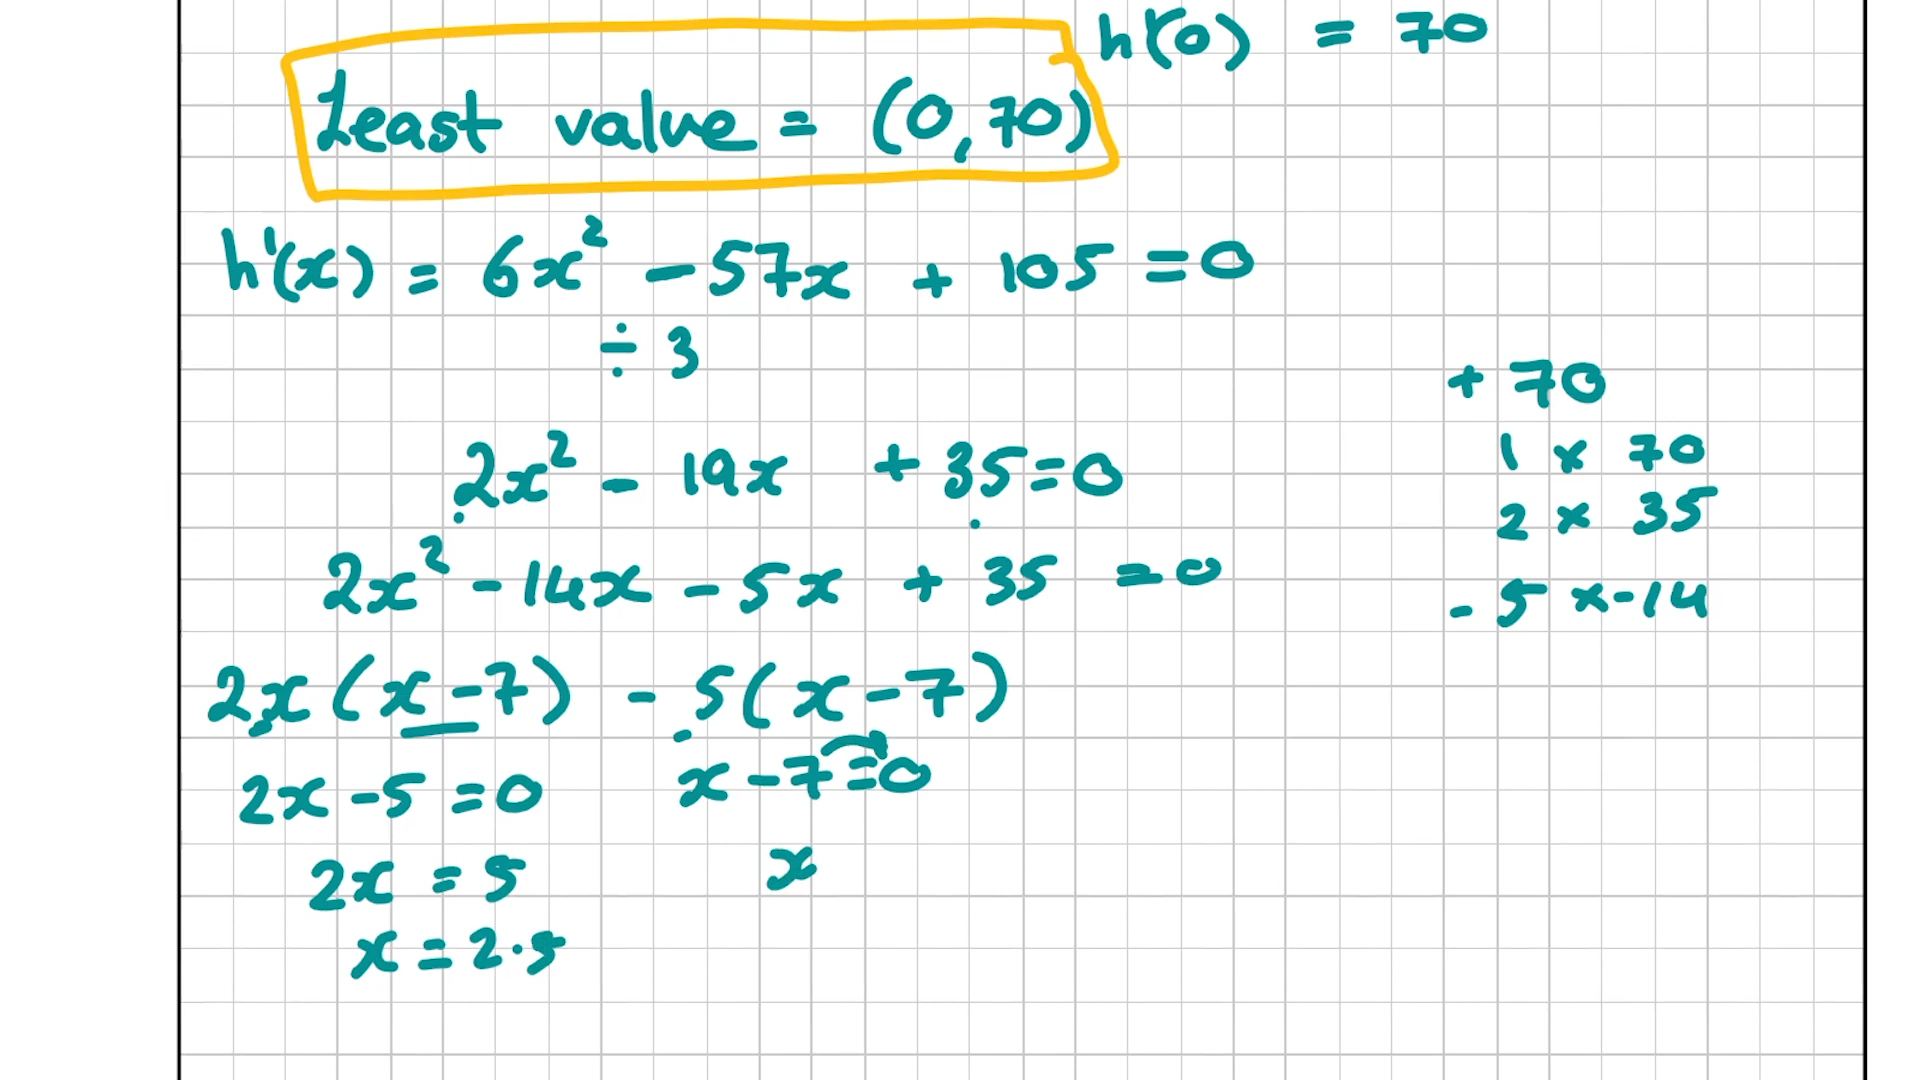 h'(0) = 70
Least value = (0,70)
h'(x) = 6x² - 57x + 105 = 0
÷ 3
+ 70
1 × 70
2x² - 19x + 35 = 0
2 × 35
2x² - 14x - 5x + 35 = 0
- 5 × -14
2x(x-7) - 5(x-7)
2x - 5 = 0 x - 7 = 0
2x = 5 x
x = 2.5